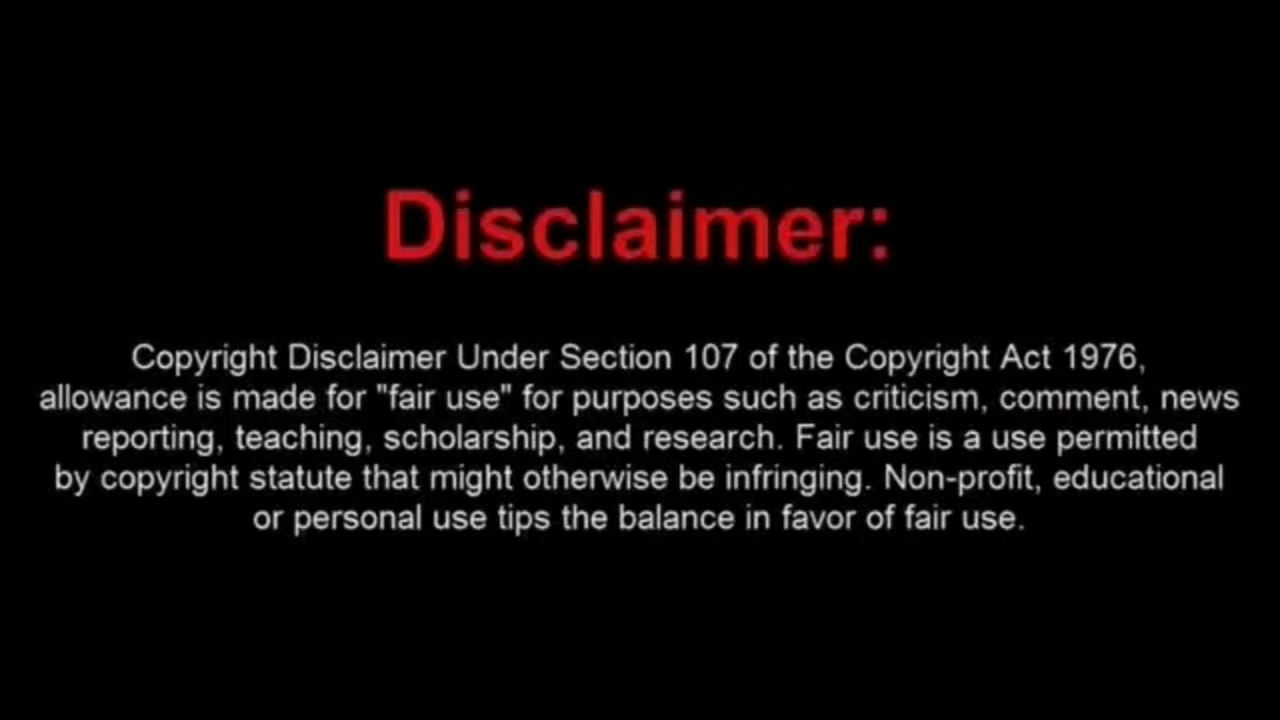 Disclaimer:
Copyright Disclaimer Under Section 107 of the Copyright Act 1976,
allowance is made for "fair use" for purposes such as criticism, comment, news
reporting, teaching, scholarship, and research. Fair use is a use permitted
by copyright statute that might otherwise be infringing. Non-profit, educational
or personal use tips the balance in favor of fair use.